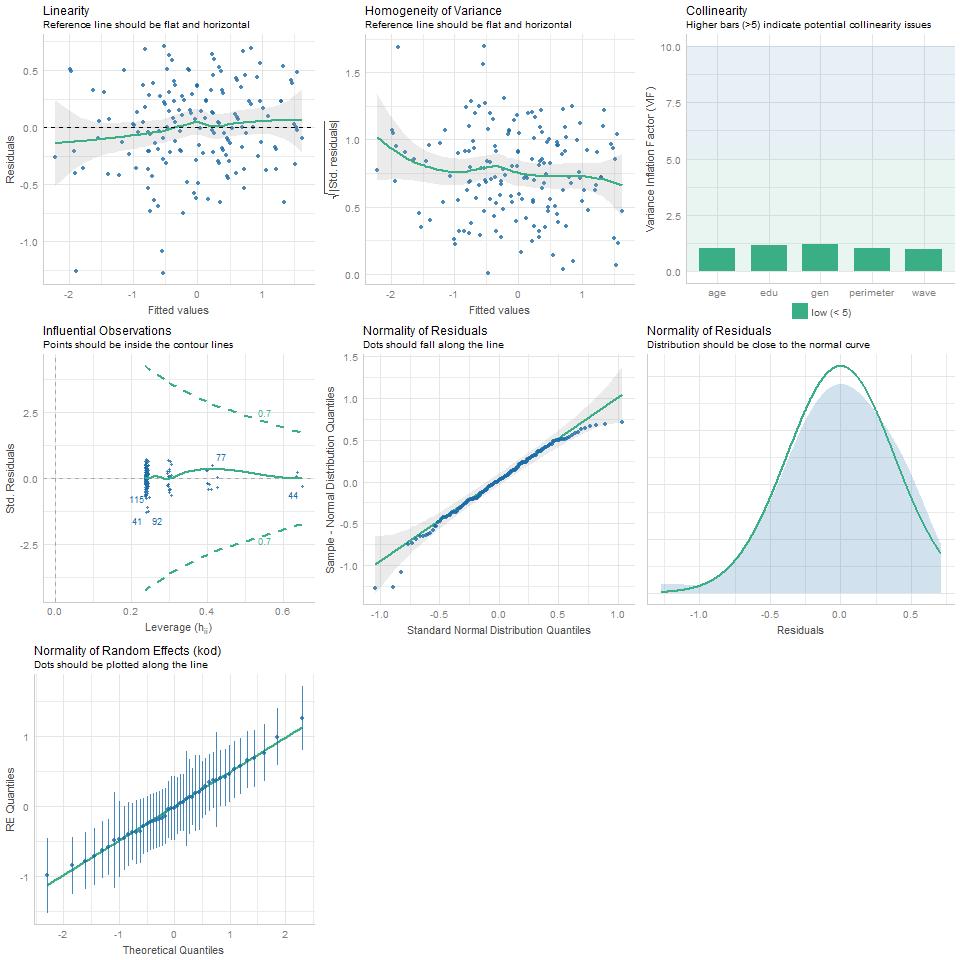 Linearity
Reference line should be flat and horizontal
Residuals
0.5
0.0
-0.5
-1.0
-2
-1
0
1
Fitted values
Homogeneity of Variance
Reference line should be flat and horizontal
√|Std. residuals|
1.5
1.0
0.5
0.0
-2
-1
0
1
Fitted values
Collinearity
Higher bars (>5) indicate potential collinearity issues
Variance Inflation Factor (VIF)
10.0
7.5
5.0
2.5
0.0
age
edu
gen
perimeter
wave
low (< 5)
Influential Observations
Points should be inside the contour lines
Std. Residuals
2.5
0.0
-2.5
0.7
77
115
44
41
92
0.7
0.0
0.2
0.4
0.6
Leverage (hii)
Normality of Residuals
Dots should fall along the line
Sample - Normal Distribution Quantiles
1.5
1.0
0.5
0.0
-0.5
-1.0
-1.0
-0.5
0.0
0.5
1.0
Standard Normal Distribution Quantiles
Normality of Residuals
Distribution should be close to the normal curve
-1.0
-0.5
0.0
0.5
Residuals
Normality of Random Effects (kod)
Dots should be plotted along the line
RE Quantiles
1
0
-1
-2
-1
0
1
2
Theoretical Quantiles